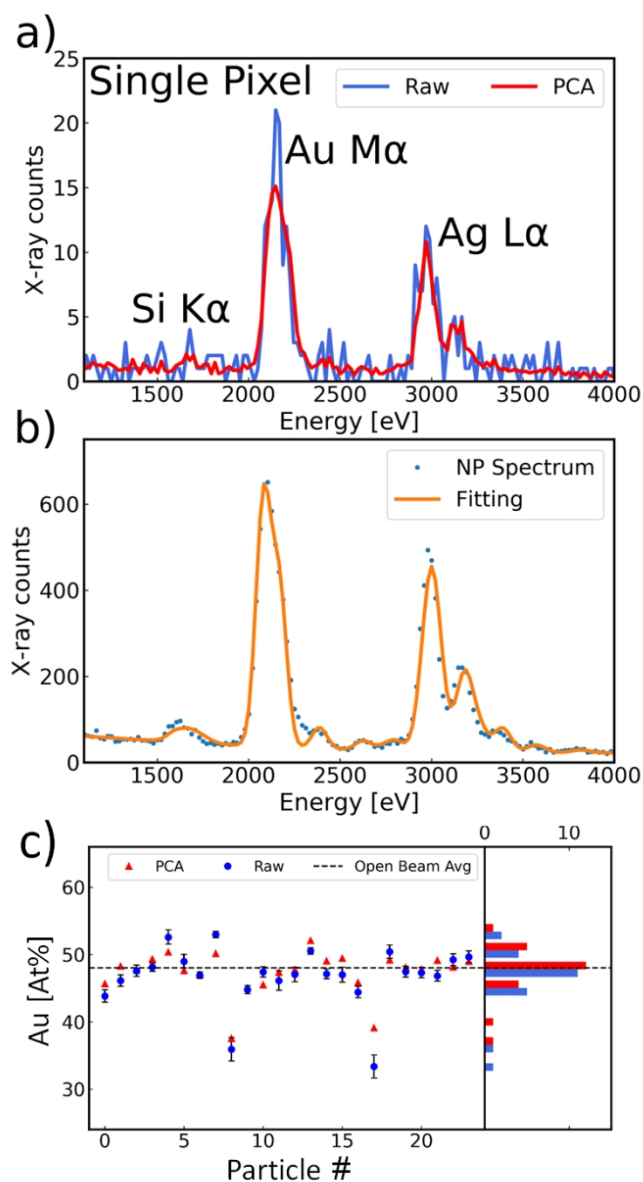 a)
25
20
15
10
5
0
X-ray counts
Single Pixel
Raw
PCA
Au Mα
Ag Lα
Si Kα
1500 2000 2500 3000 3500 4000
Energy [eV]
b)
600
400
200
0
X-ray counts
NP Spectrum
Fitting
1500 2000 2500 3000 3500 4000
Energy [eV]
c)
0 10
60
50
40
30
Au [At%]
PCA
Raw
Open Beam Avg
0 5 10 15 20
Particle #